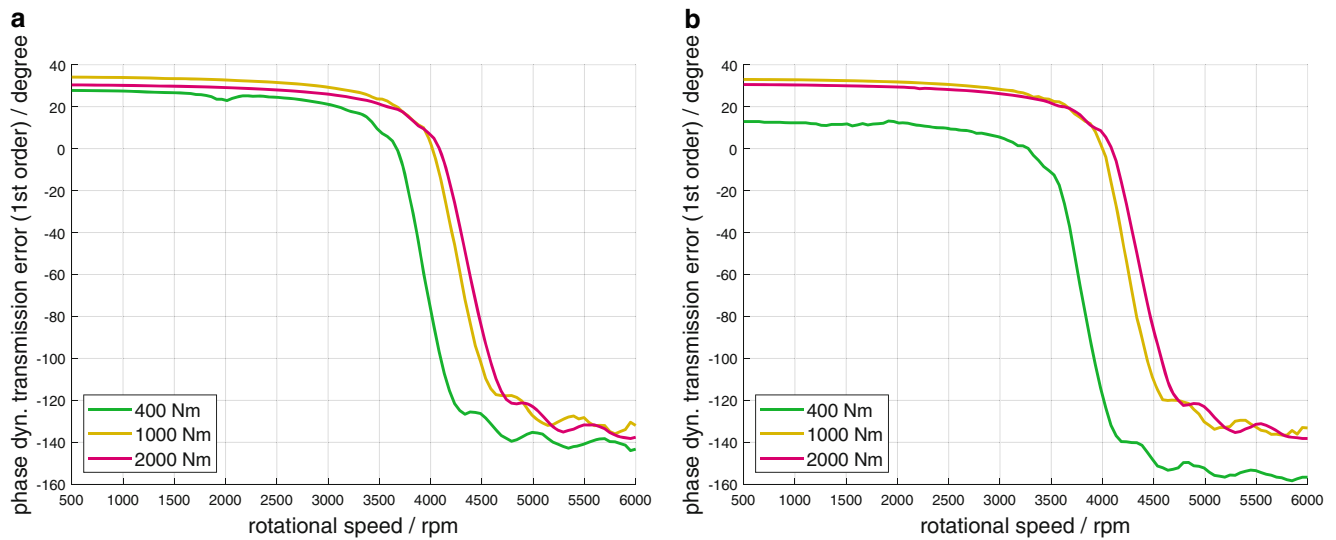 a
phase dyn. transmission error (1st order) / degree
40
20
0
-20
-40
-60
-80
-100
-120
-140
-160
400 Nm
1000 Nm
2000 Nm
500 1000 1500 2000 2500 3000 3500 4000 4500 5000 5500 6000
rotational speed / rpm
b
phase dyn. transmission error (1st order) / degree
40
20
0
-20
-40
-60
-80
-100
-120
-140
-160
400 Nm
1000 Nm
2000 Nm
500 1000 1500 2000 2500 3000 3500 4000 4500 5000 5500 6000
rotational speed / rpm